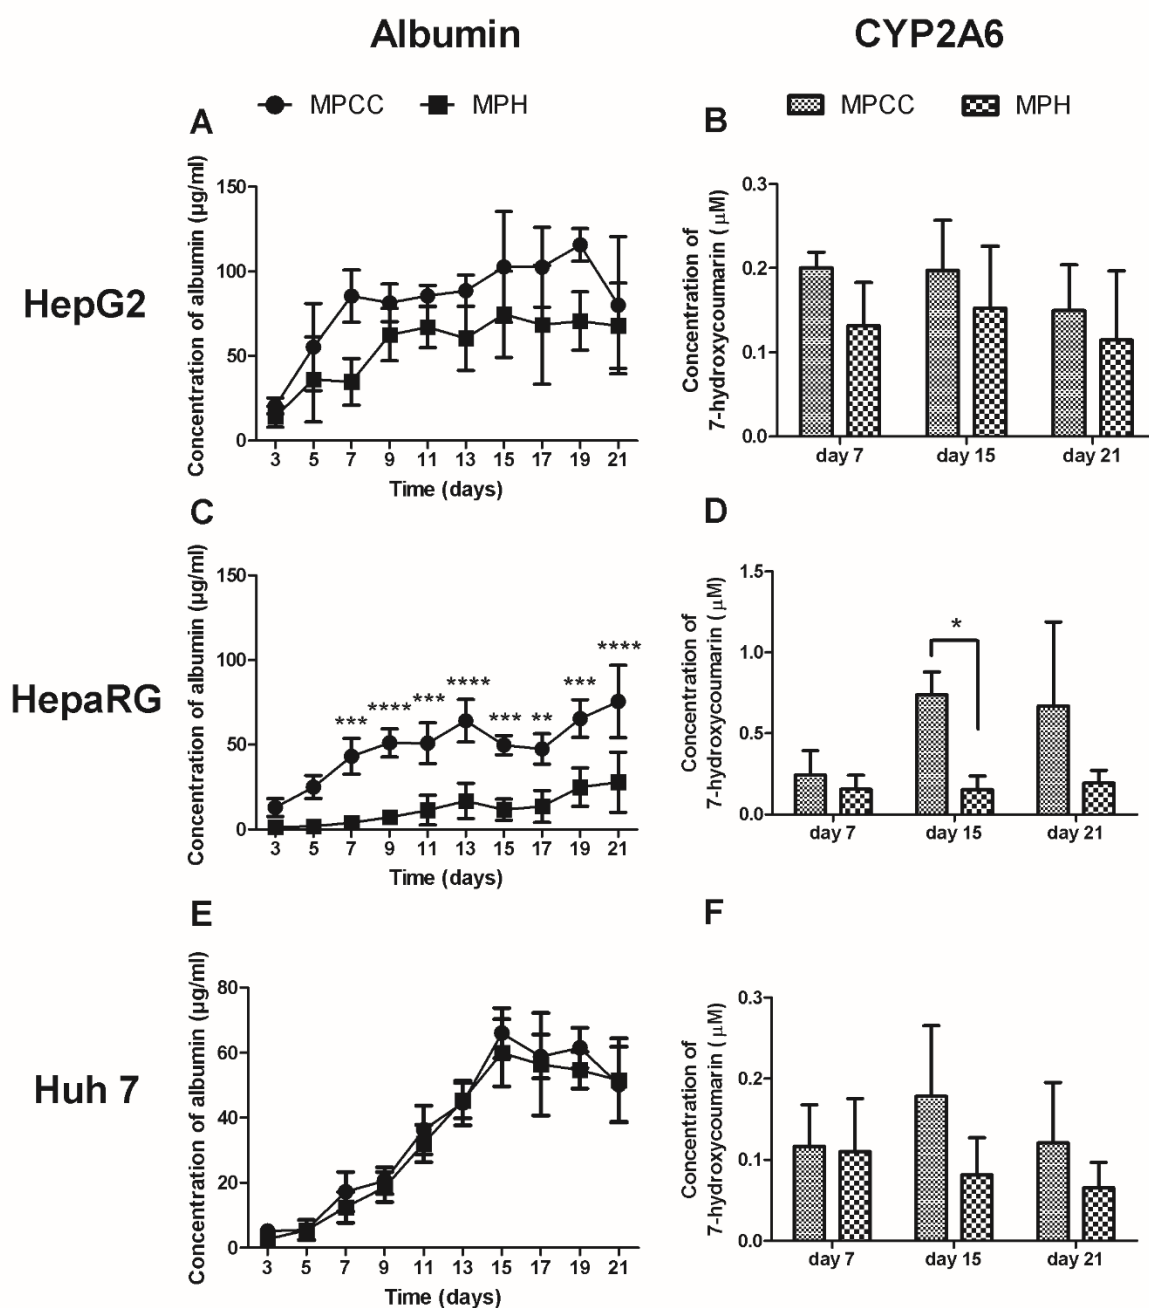 Albumin
CYP2A6
MPCC MPH
MPCC MPH
A
B
HepG2
Concentration of albumin (µg/ml)
150
100
50
0
3 5 7 9 11 13 15 17 19 21
Time (days)
Concentration of
7-hydroxycoumarin (µM)
0.3
0.2
0.1
0.0
day 7 day 15 day 21
C
D
HepaRG
Concentration of albumin (µg/ml)
150
100
50
0
*** **** *** **** *** ** *** ****
3 5 7 9 11 13 15 17 19 21
Time (days)
Concentration of
7-hydroxycoumarin (µM)
1.5
1.0
0.5
0.0
*
day 7 day 15 day 21
E
F
Huh 7
Concentration of albumin (µg/ml)
80
60
40
20
0
3 5 7 9 11 13 15 17 19 21
Time (days)
Concentration of
7-hydroxycoumarin (µM)
0.3
0.2
0.1
0.0
day 7 day 15 day 21